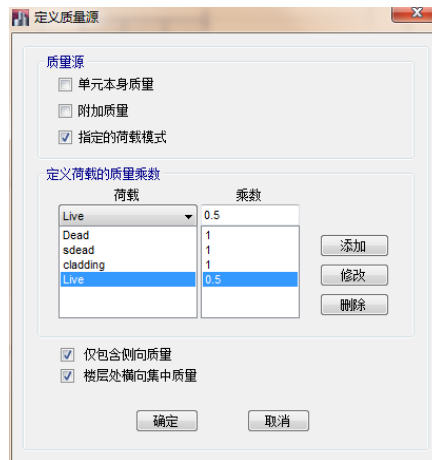 定义质量源
质量源
单元本身质量
附加质量
指定的荷载模式
定义荷载的质量乘数
荷载 乘数
Live 0.5
Dead 1
sdead 1
cladding 1
Live 0.5
添加
修改
删除
仅包含侧向质量
楼层处横向集中质量
确定 取消